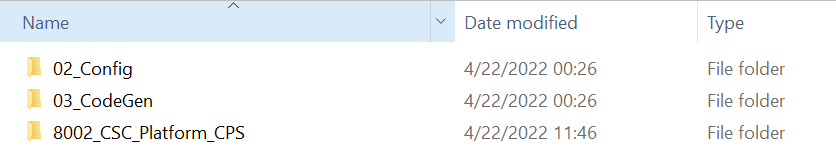 Name Date modified Type
02_Config 4/22/2022 00:26 File folder
03_CodeGen 4/22/2022 00:26 File folder
8002_CSC_Platform_CPS 4/22/2022 11:46 File folder